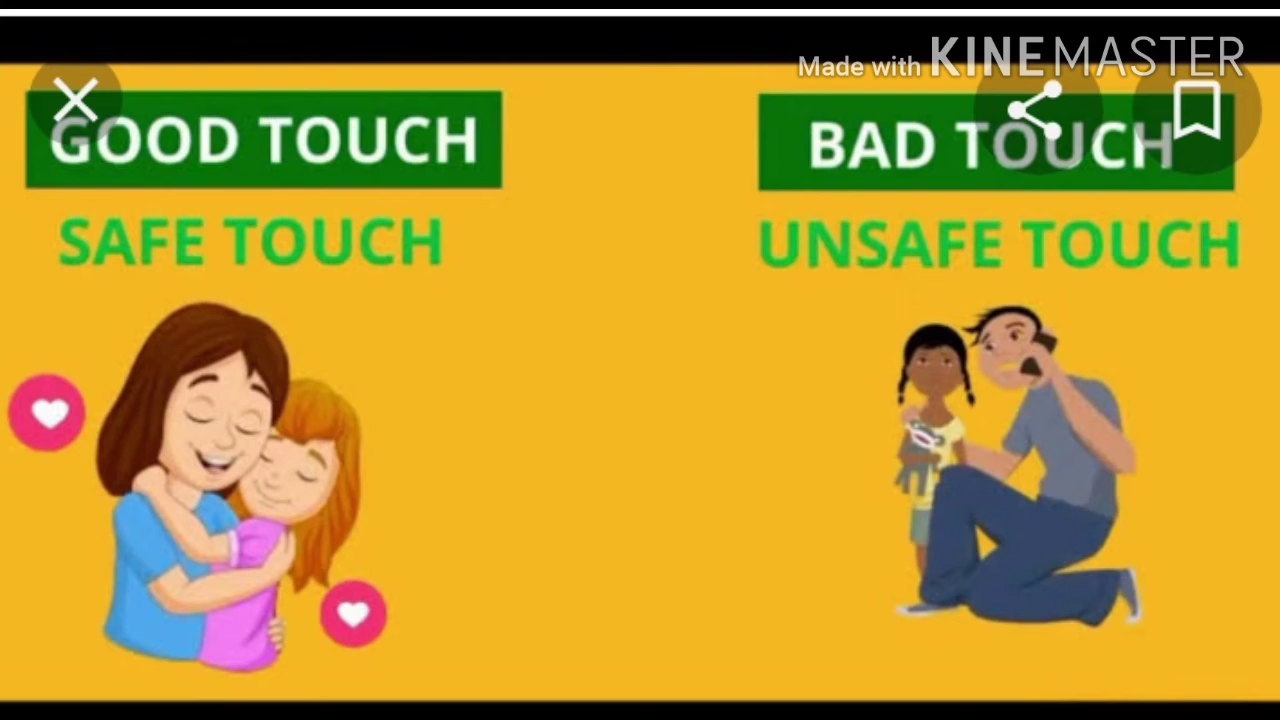 Made with KINEMASTER
GOOD TOUCH
BAD TOUCH
SAFE TOUCH
UNSAFE TOUCH